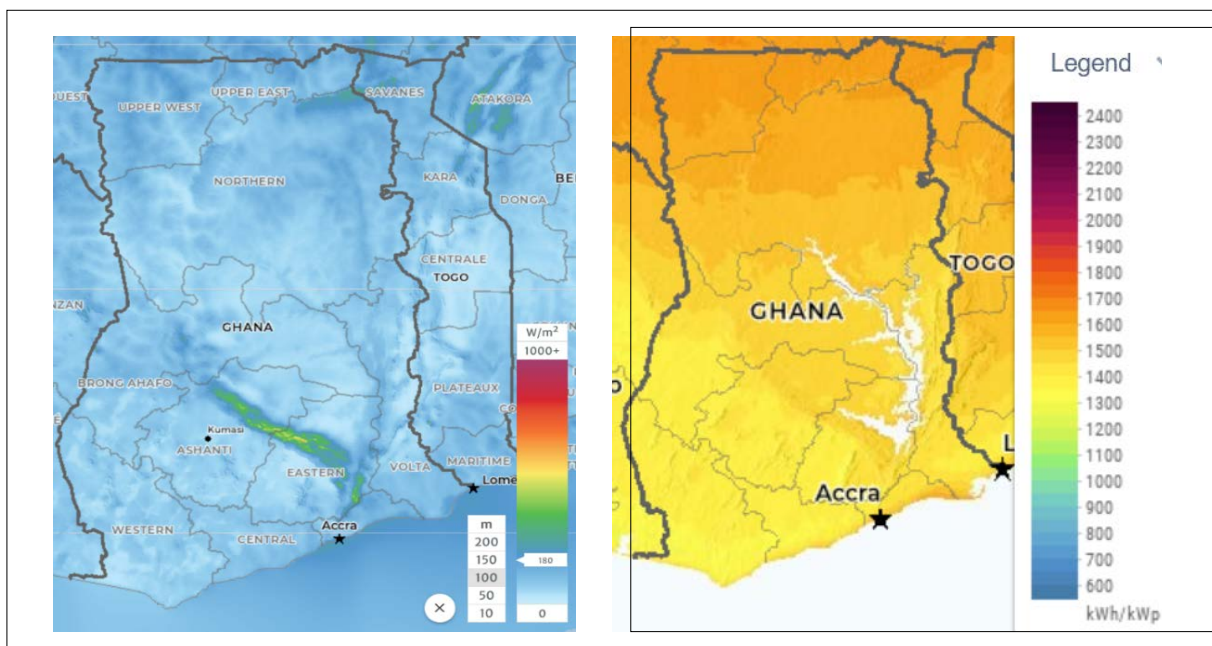 UPPER WEST
UPPER EAST
SAVANES
ATAKORA
NORTHERN
KARA
DONGA
CENTRALE
TOGO
NZAN
GHANA
W/m²
1000+
BRONG AHAFO
PLATEAUX
Kumasi
ASHANTI
EASTERN
VOLTA
MARITIME
Lomé
WESTERN
CENTRAL
Accra
m
200
150
100
50
10
180
0
TOGO
GHANA
Accra
L
Legend
2400
2300
2200
2100
2000
1900
1800
1700
1600
1500
1400
1300
1200
1100
1000
900
800
700
600
kWh/kWp